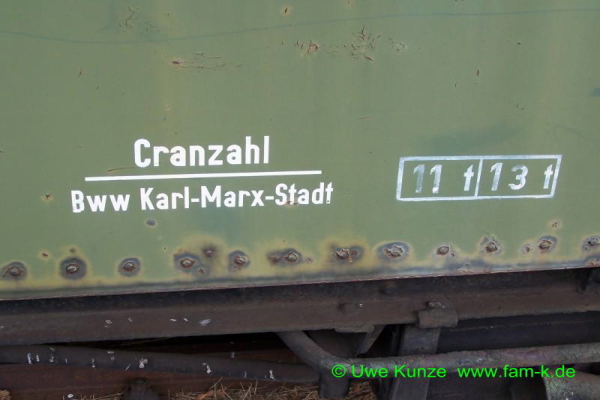 Cranzahl
Bww Karl-Marx-Stadt
11 t 13 t
© Uwe Kunze www.fam-k.de